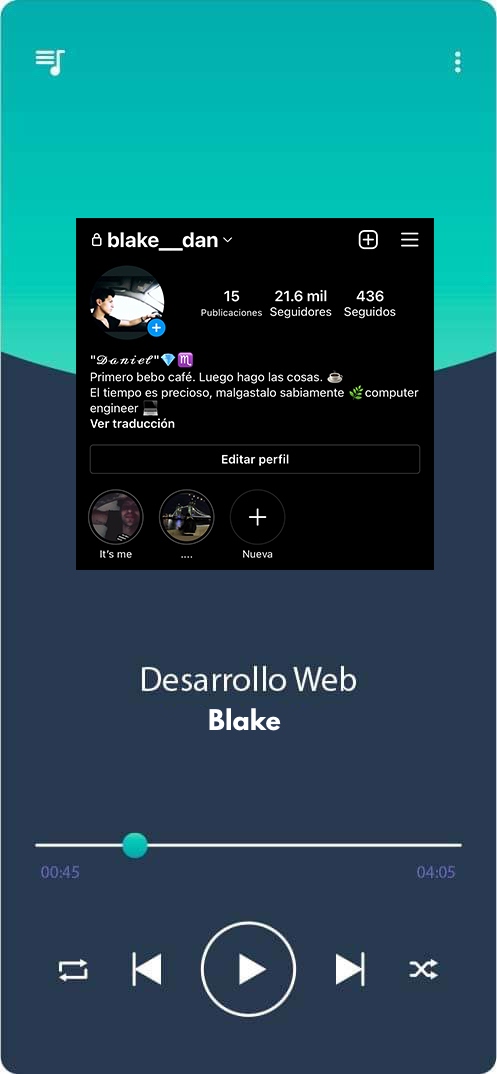 blake__dan
15 21.6 mil 436
Publicaciones Seguidores Seguidos
"𝓓𝓪𝓷𝓲𝓮𝓵"💎♏
Primero bebo café. Luego hago las cosas. ☕
El tiempo es precioso, malgastalo sabiamente 🌿computer
engineer 💻
Ver traducción
Editar perfil
It's me .... Nueva
Desarrollo Web
Blake
00:45 04:05